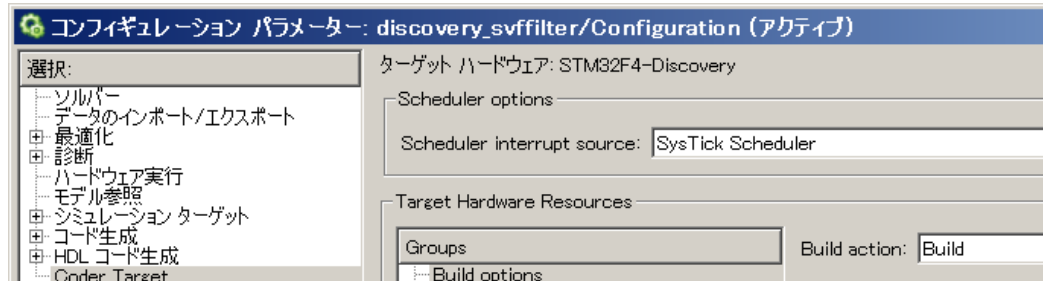 コンフィギュレーション パラメーター: discovery_svffilter/Configuration (アクティブ)
選択:
ソルバー
データのインポート/エクスポート
最適化
診断
ハードウェア実行
モデル参照
シミュレーション ターゲット
コード生成
HDL コード生成
Coder Target
ターゲット ハードウェア: STM32F4-Discovery
Scheduler options
Scheduler interrupt source: SysTick Scheduler
Target Hardware Resources
Groups
Build options
Build action: Build